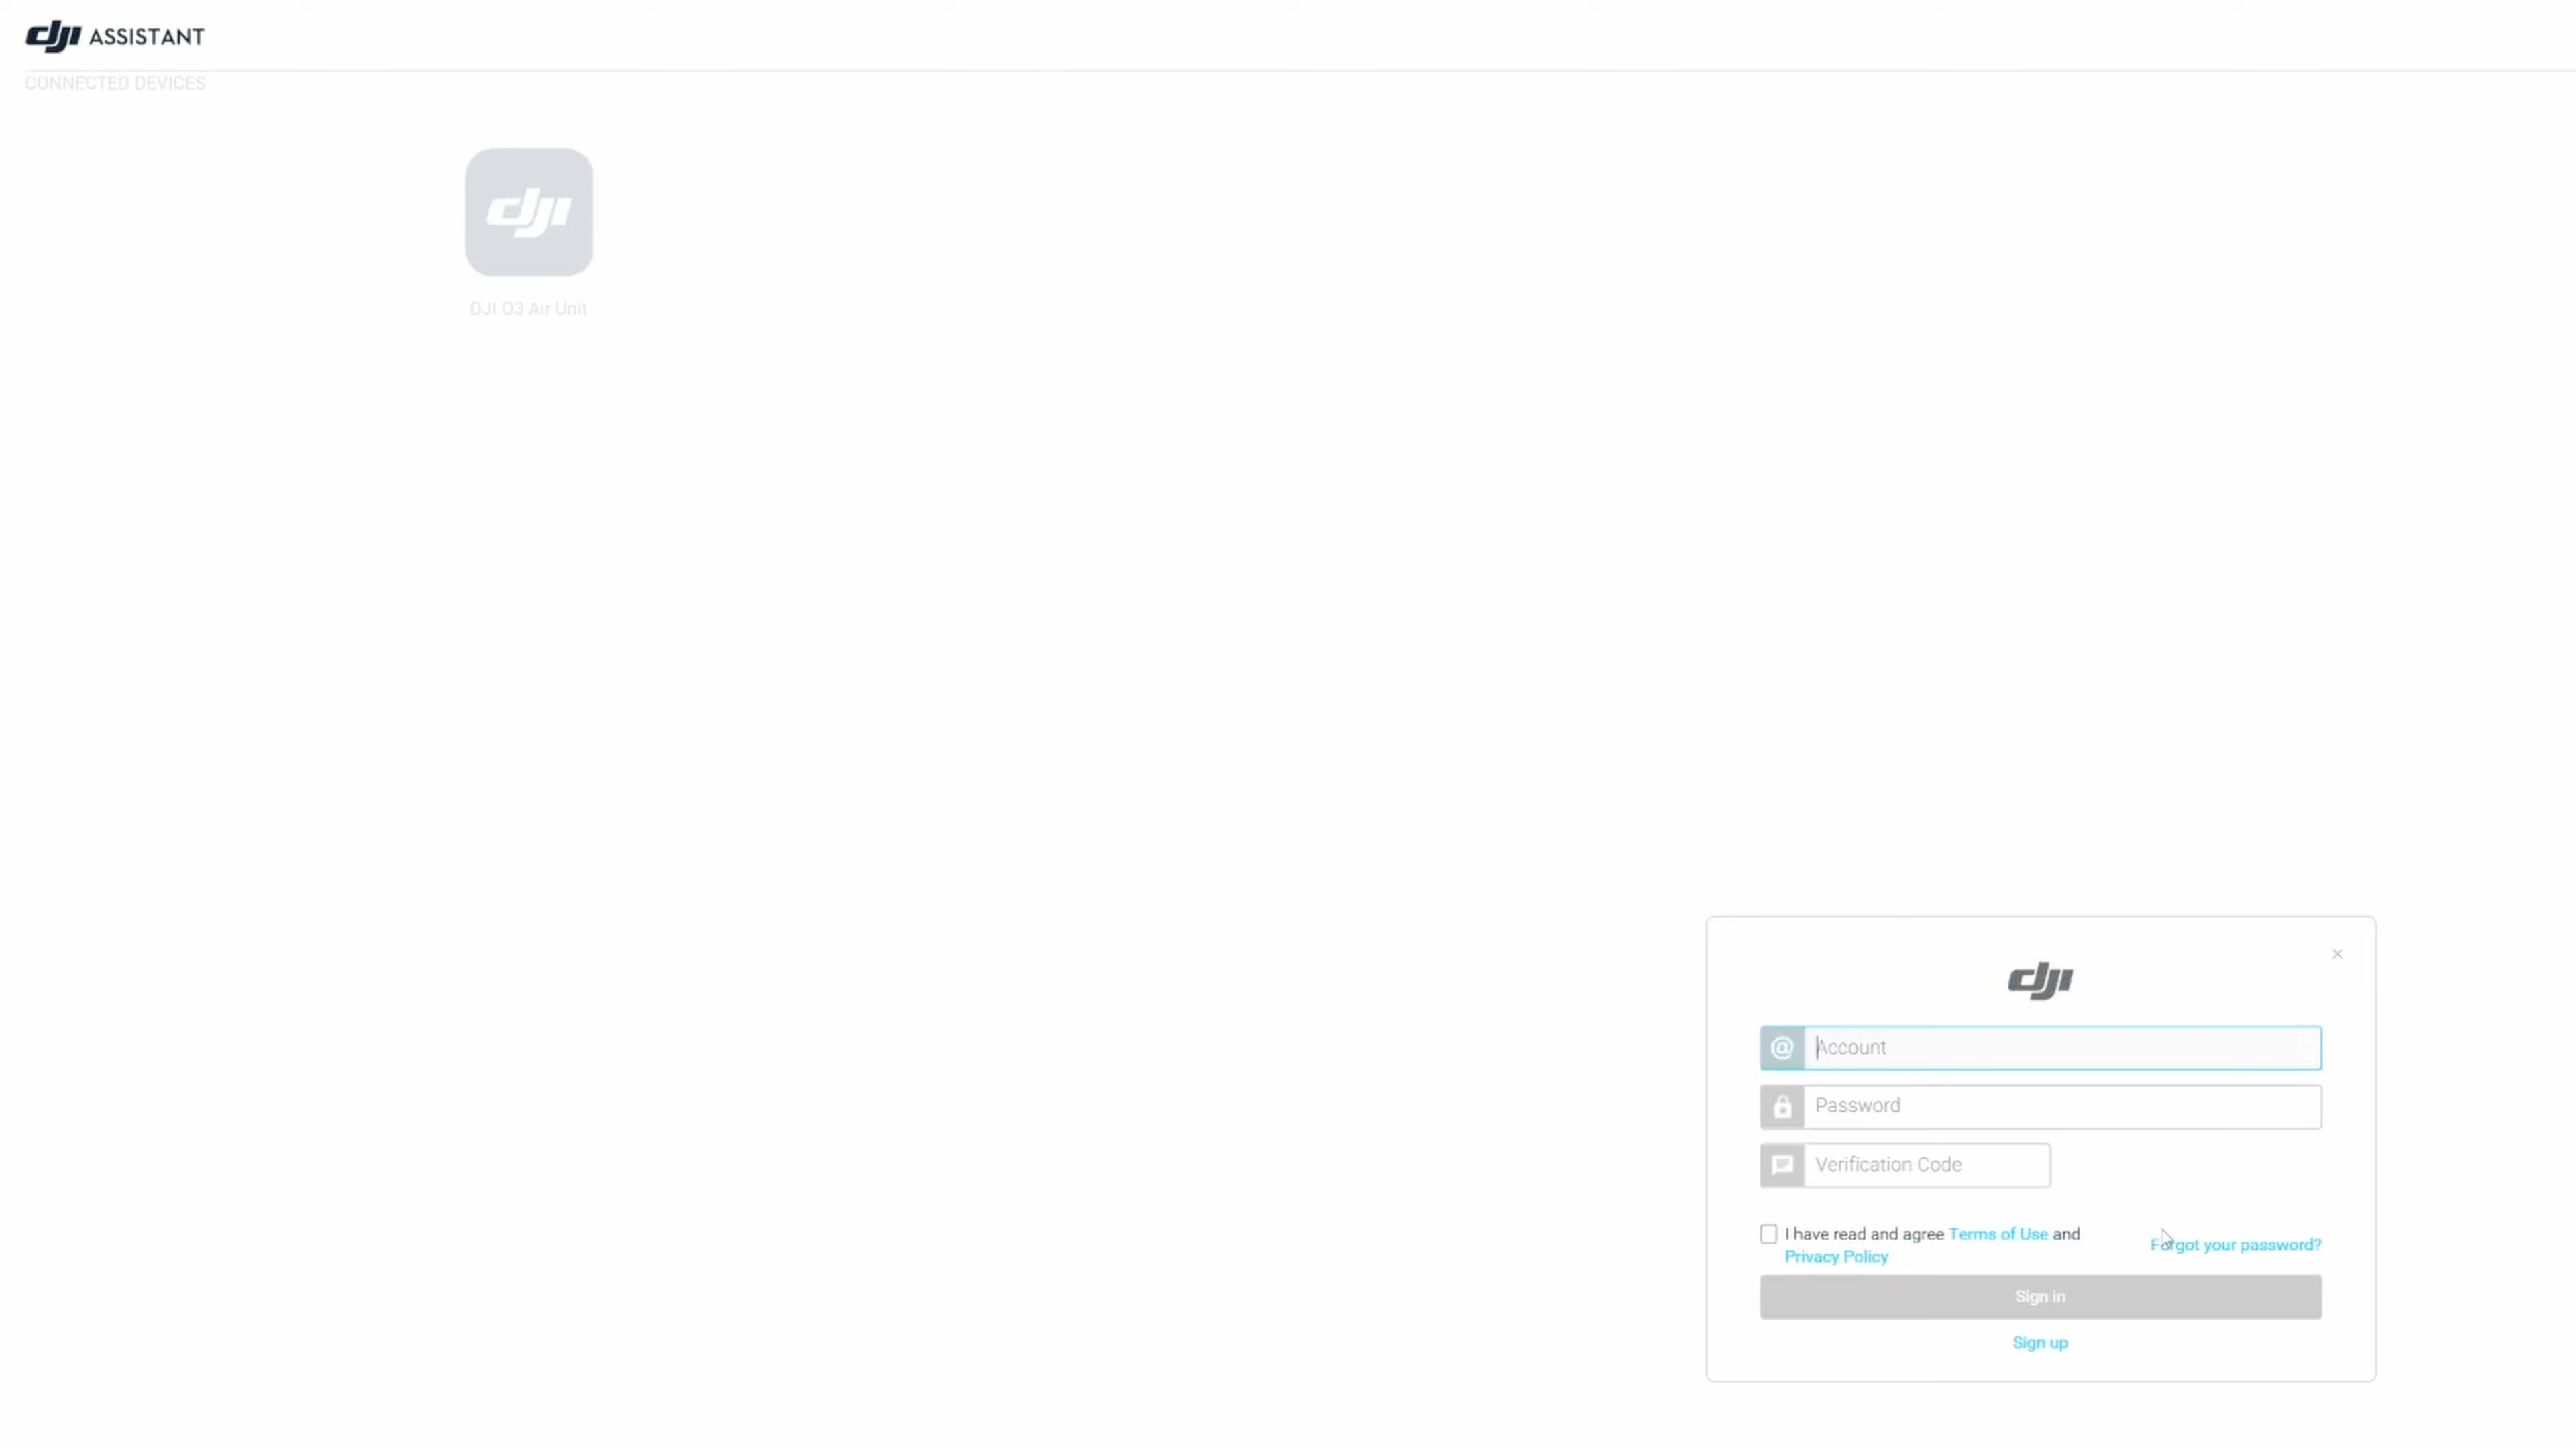 dji ASSISTANT
CONNECTED DEVICES
dji
DJI O3 Air Unit
dji
@ Account
Password
Verification Code
I have read and agree Terms of Use and
Privacy Policy
Forgot your password?
Sign in
Sign up